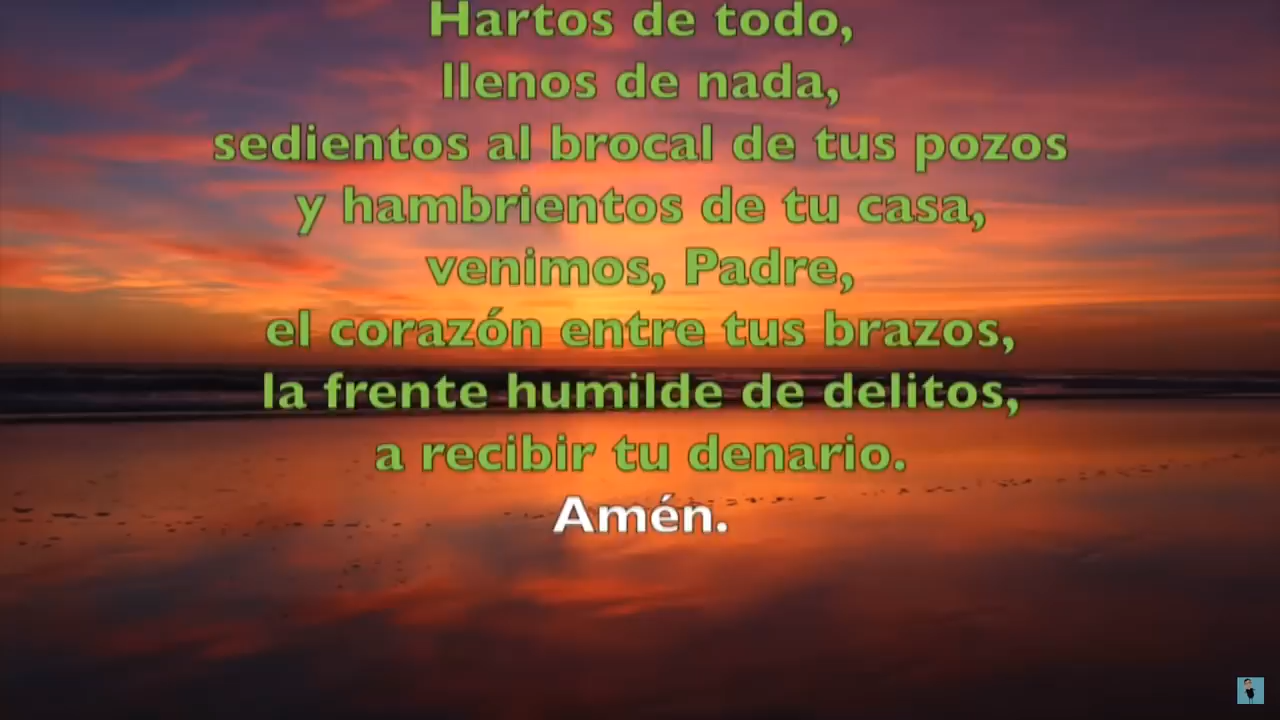 Hartos de todo,
llenos de nada,
sedientos al brocal de tus pozos
y hambrientos de tu casa,
venimos, Padre,
el corazón entre tus brazos,
la frente humilde de delitos,
a recibir tu denario.
Amén.